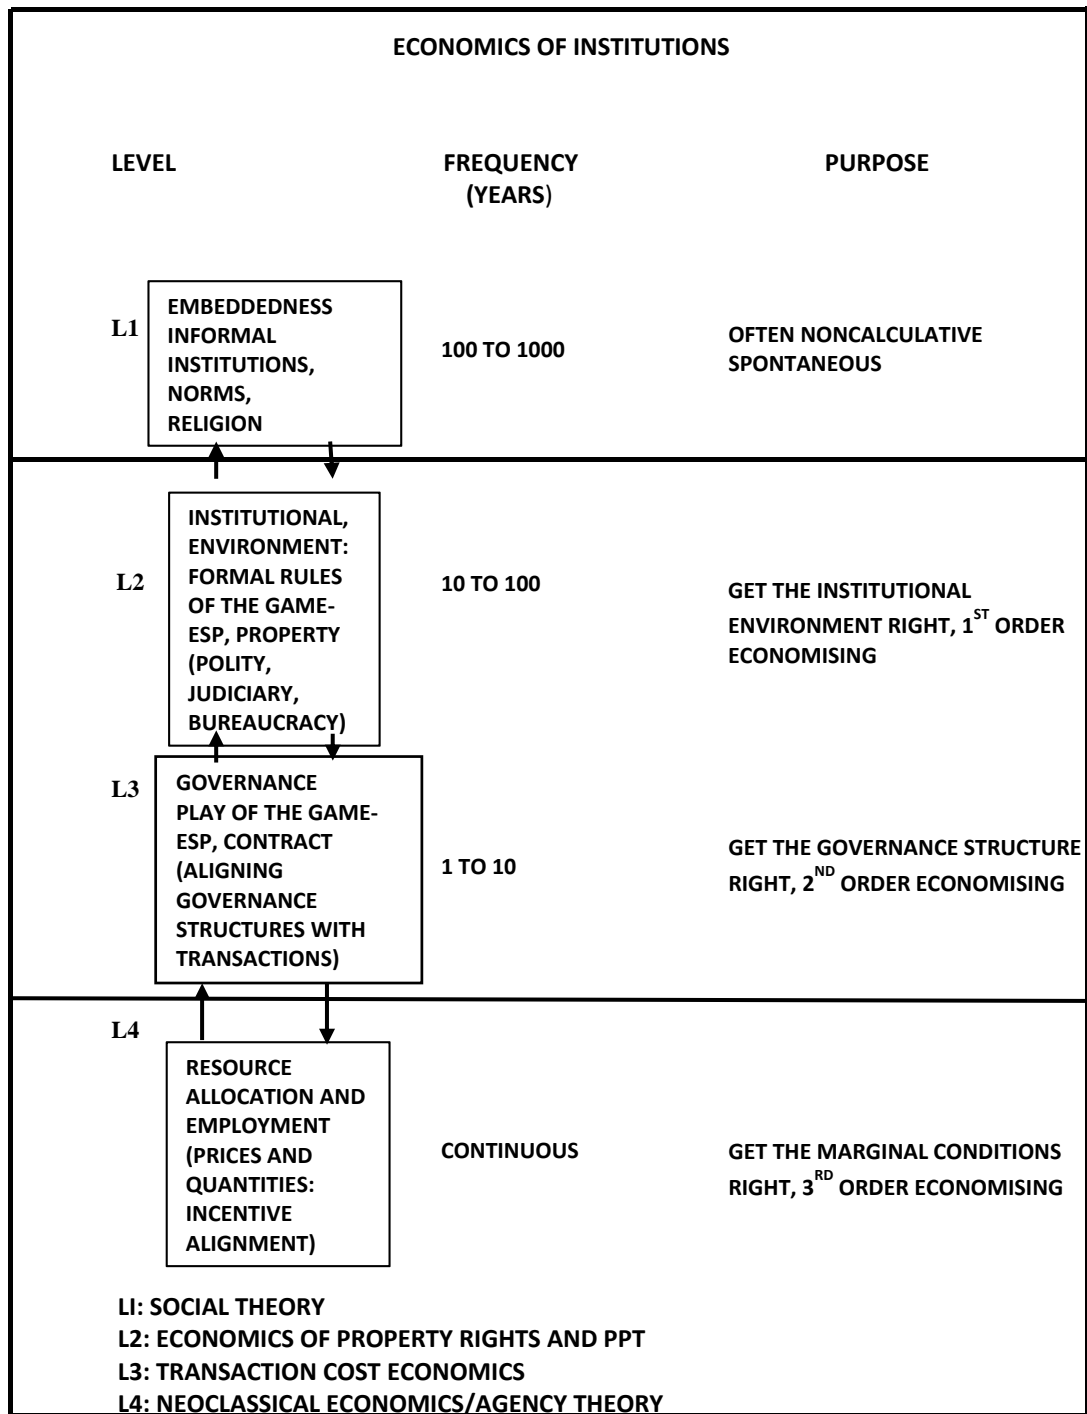 ECONOMICS OF INSTITUTIONS
LEVEL
FREQUENCY
(YEARS)
PURPOSE
L1
EMBEDDEDNESS
INFORMAL
INSTITUTIONS,
NORMS,
RELIGION
100 TO 1000
OFTEN NONCALCULATIVE
SPONTANEOUS
L2
INSTITUTIONAL,
ENVIRONMENT:
FORMAL RULES
OF THE GAME-
ESP, PROPERTY
(POLITY,
JUDICIARY,
BUREAUCRACY)
10 TO 100
GET THE INSTITUTIONAL
ENVIRONMENT RIGHT, 1ST ORDER
ECONOMISING
L3
GOVERNANCE
PLAY OF THE GAME-
ESP, CONTRACT
(ALIGNING
GOVERNANCE
STRUCTURES WITH
TRANSACTIONS)
1 TO 10
GET THE GOVERNANCE STRUCTURE
RIGHT, 2ND ORDER ECONOMISING
L4
RESOURCE
ALLOCATION AND
EMPLOYMENT
(PRICES AND
QUANTITIES:
INCENTIVE
ALIGNMENT)
CONTINUOUS
GET THE MARGINAL CONDITIONS
RIGHT, 3RD ORDER ECONOMISING
LI: SOCIAL THEORY
L2: ECONOMICS OF PROPERTY RIGHTS AND PPT
L3: TRANSACTION COST ECONOMICS
L4: NEOCLASSICAL ECONOMICS/AGENCY THEORY